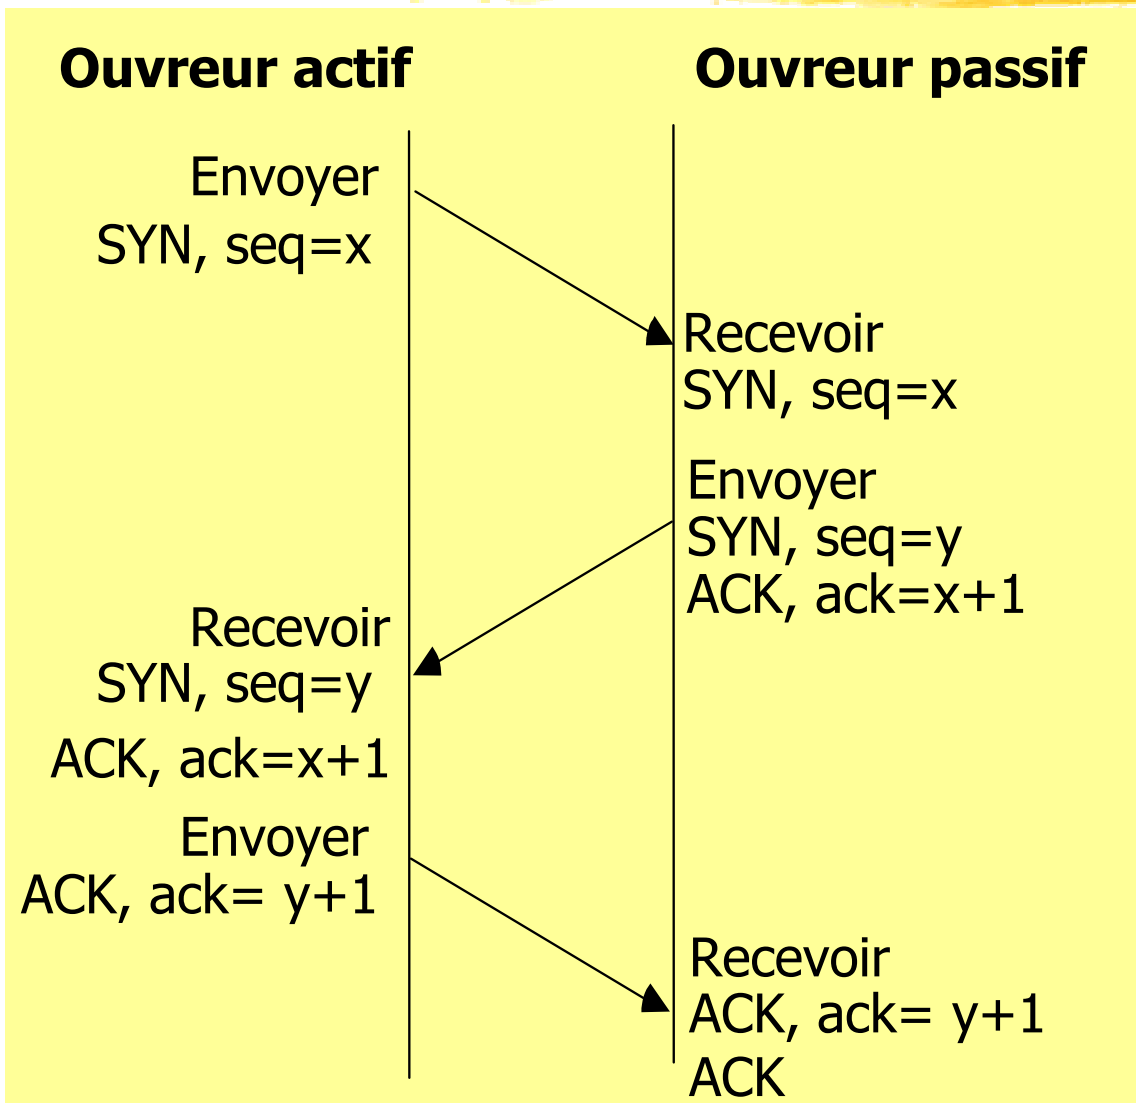 Ouvreur actif
Ouvreur passif
Envoyer
SYN, seq=x
Recevoir
SYN, seq=x
Envoyer
SYN, seq=y
ACK, ack=x+1
Recevoir
SYN, seq=y
ACK, ack=x+1
Envoyer
ACK, ack= y+1
Recevoir
ACK, ack= y+1
ACK